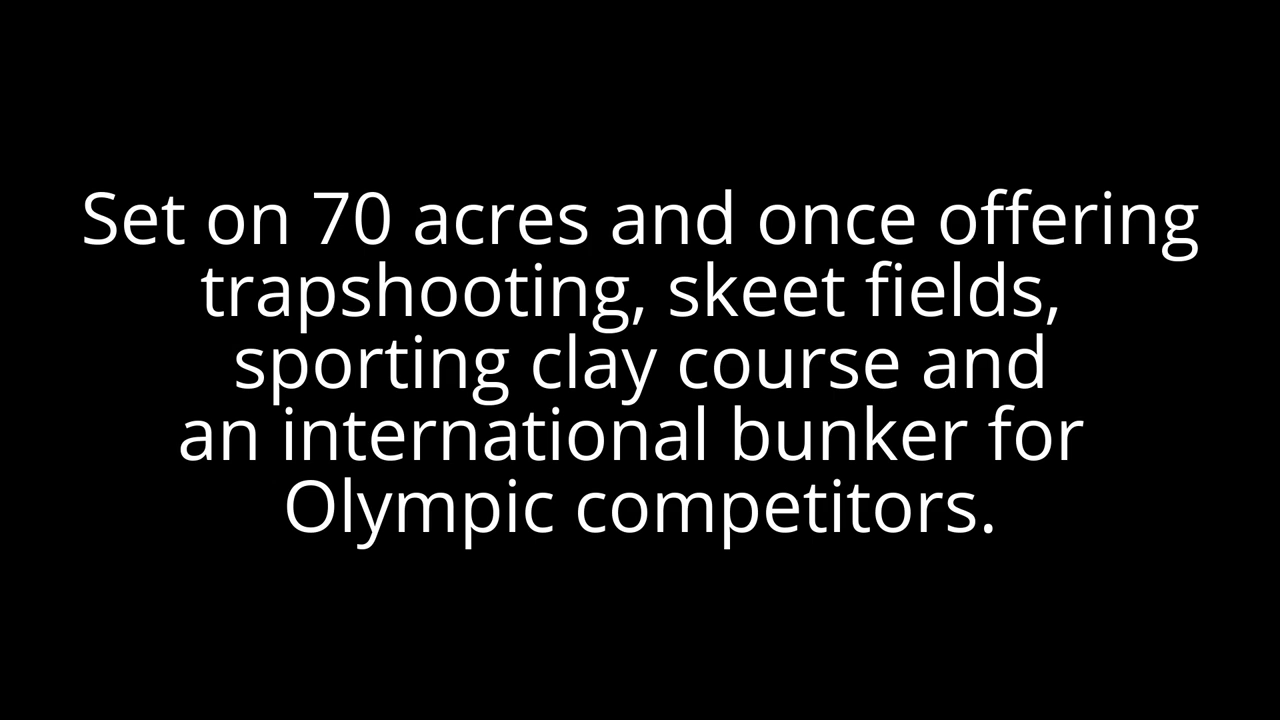 Set on 70 acres and once offering
trapshooting, skeet fields,
sporting clay course and
an international bunker for
Olympic competitors.